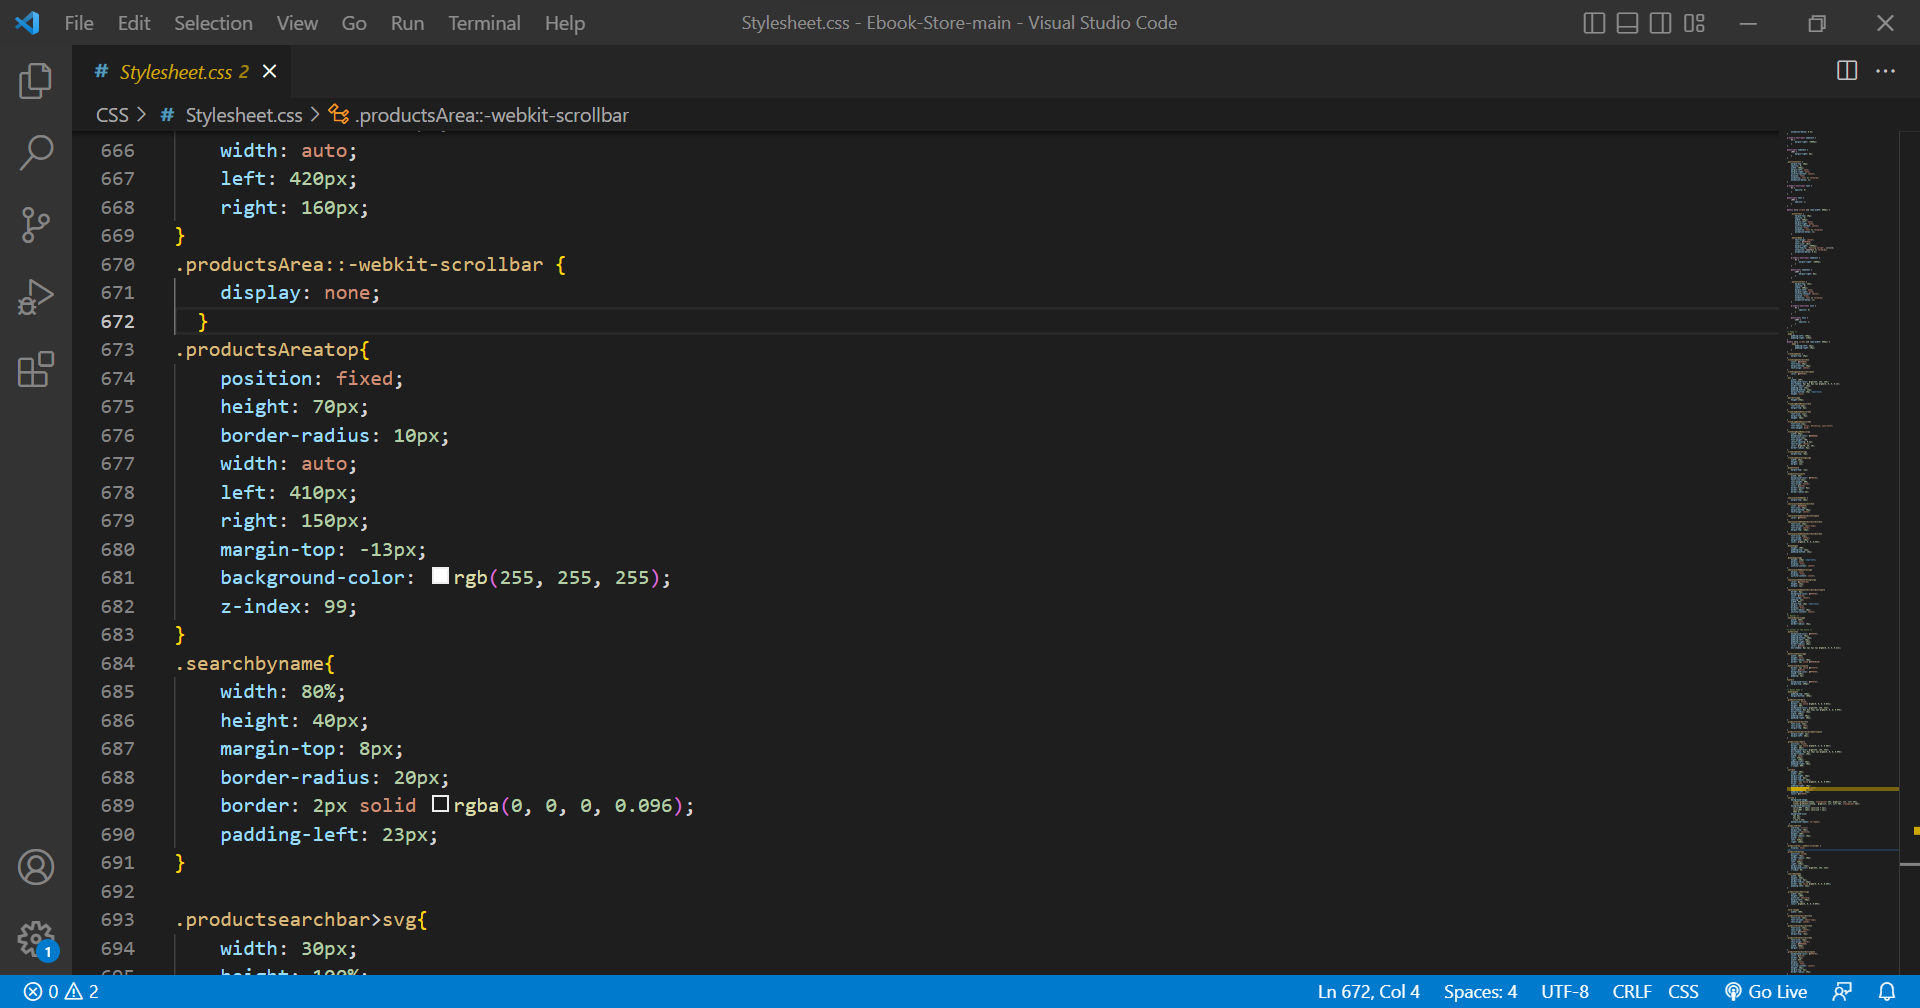 File Edit Selection View Go Run Terminal Help Stylesheet.css - Ebook-Store-main - Visual Studio Code
# Stylesheet.css 2
CSS > # Stylesheet.css > .productsArea::-webkit-scrollbar
666 width: auto;
667 left: 420px;
668 right: 160px;
669 }
670 .productsArea::-webkit-scrollbar {
671 display: none;
672 }
673 .productsAreatop{
674 position: fixed;
675 height: 70px;
676 border-radius: 10px;
677 width: auto;
678 left: 410px;
679 right: 150px;
680 margin-top: -13px;
681 background-color: rgb(255, 255, 255);
682 z-index: 99;
683 }
684 .searchbyname{
685 width: 80%;
686 height: 40px;
687 margin-top: 8px;
688 border-radius: 20px;
689 border: 2px solid rgba(0, 0, 0, 0.096);
690 padding-left: 23px;
691 }
692
693 .productsearchbar>svg{
694 width: 30px;
695 height: 100%;
1
0 2 Ln 672, Col 4 Spaces: 4 UTF-8 CRLF CSS Go Live